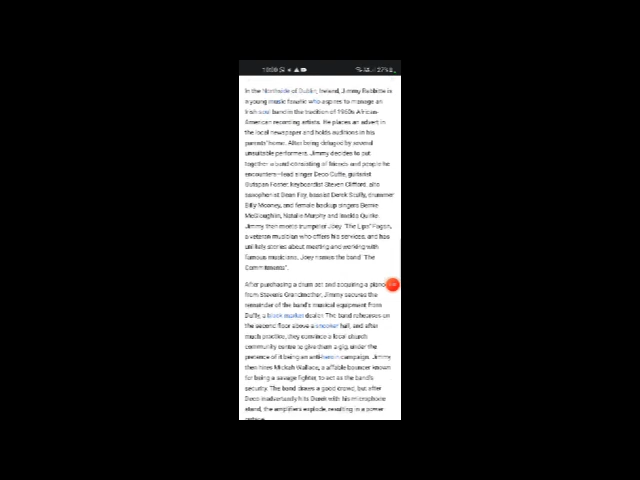 In the Northside of Dublin, Ireland, Jimmy Rabbitte is
a young music fanatic who aspires to manage an
Irish soul band in the tradition of 1960s African-
American recording artists. He places an advert in
the local newspaper and holds auditions in his
parents' home. After being deluged by several
unsuitable performers, Jimmy decides to put
together a band consisting of friends and people he
encounters—lead singer Deco Cuffe, guitarist
Outspan Foster, keyboardist Steven Clifford, alto
saxophonist Dean Fay, bassist Derek Scully, drummer
Billy Mooney, and female backup singers Bernie
McGloughlin, Natalie Murphy and Imelda Quirke.
Jimmy then meets trumpeter Joey "The Lips" Fagan,
a veteran musician who offers his services, and has
unlikely stories about meeting and working with
famous musicians. Joey names the band "The
Commitments".
After purchasing a drum set and acquiring a piano
from Steven's Grandmother, Jimmy secures the
remainder of the band's musical equipment from
Duffy, a black market dealer. The band rehearses on
the second floor above a snooker hall, and after
much practice, they convince a local church
community centre to give them a gig, under the
pretence of it being an anti-heroin campaign. Jimmy
then hires Mickah Wallace, a affable bouncer known
for being a savage fighter, to act as the band's
security. The band draws a good crowd, but after
Deco inadvertently hits Derek with his microphone
stand, the amplifiers explode, resulting in a power